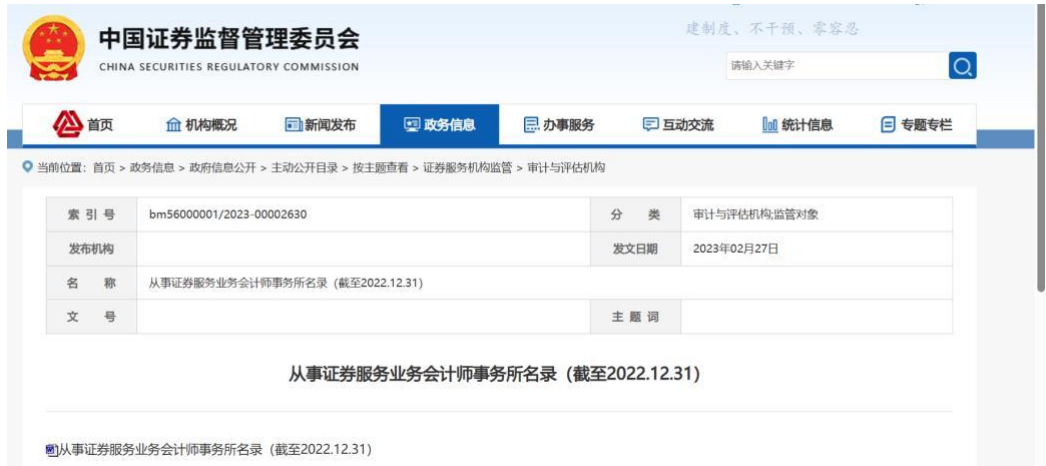 建制度、不干预、零容忍
中国证券监督管理委员会
CHINA SECURITIES REGULATORY COMMISSION
请输入关键字
首页 机构概况 新闻发布 政务信息 办事服务 互动交流 统计信息 专题专栏
当前位置：首页 > 政务信息 > 政府信息公开 > 主动公开目录 > 按主题查看 > 证券服务机构监管 > 审计与评估机构
索 引 号 bm56000001/2023-00002630 分 类 审计与评估机构;监管对象
发布机构 发文日期 2023年02月27日
名 称 从事证券服务业务会计师事务所名录（截至2022.12.31）
文 号 主 题 词
从事证券服务业务会计师事务所名录（截至2022.12.31）
从事证券服务业务会计师事务所名录（截至2022.12.31）